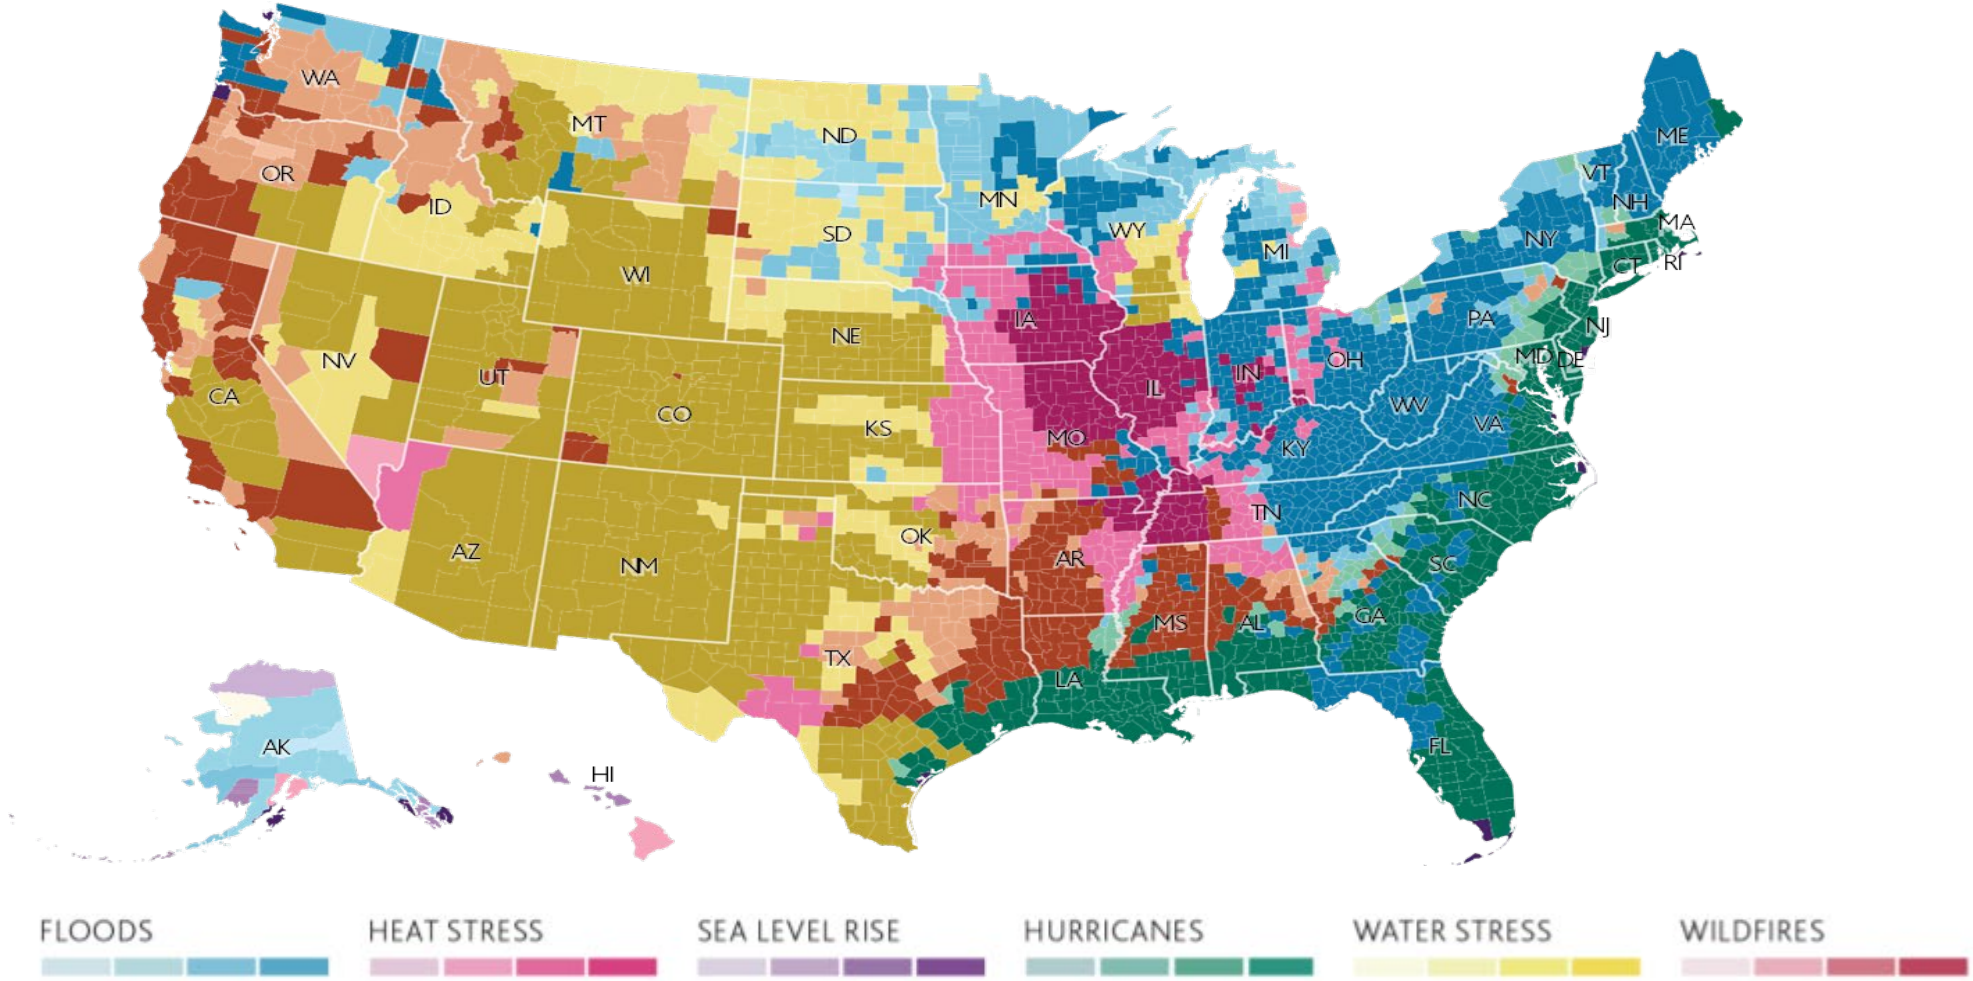 WA
MT
ND
ME
OR
VT
ID
MN
NH
SD
WY
MA
MI
NY
WI
CT
RI
IA
PA
NJ
NE
NV
OH
MD
DE
UT
IN
CA
CO
IL
WV
KS
MO
KY
VA
NC
OK
TN
AZ
NM
AR
SC
MS
AL
GA
TX
LA
AK
FL
HI
FLOODS
HEAT STRESS
SEA LEVEL RISE
HURRICANES
WATER STRESS
WILDFIRES